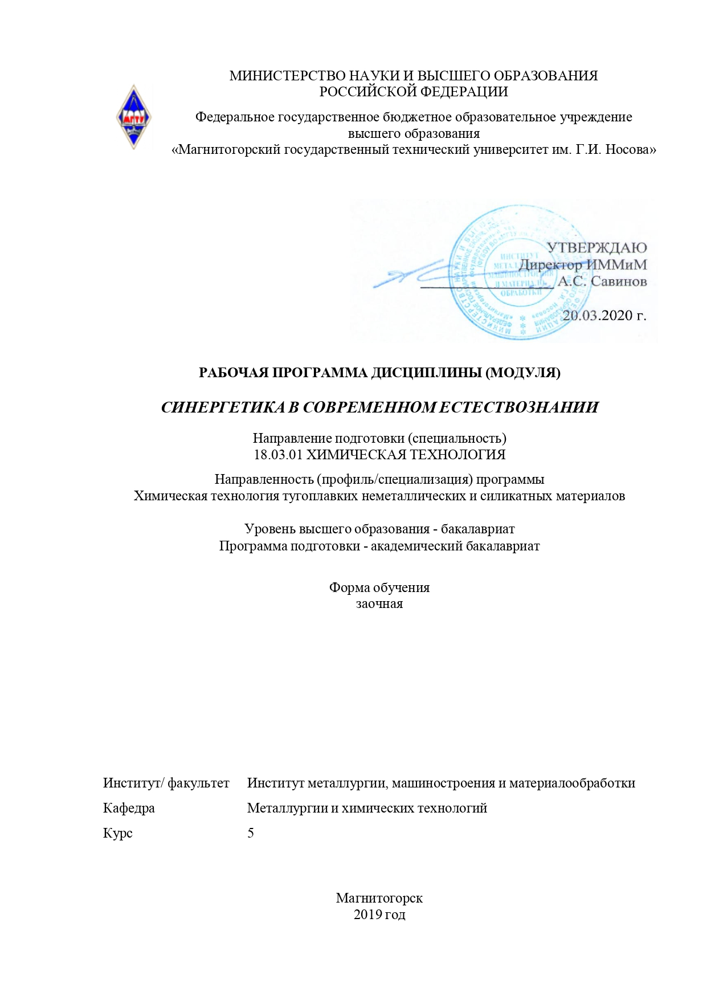 МИНИСТЕРСТВО НАУКИ И ВЫСШЕГО ОБРАЗОВАНИЯ
РОССИЙСКОЙ ФЕДЕРАЦИИ
МГТУ
Федеральное государственное бюджетное образовательное учреждение
высшего образования
«Магнитогорский государственный технический университет им. Г.И. Носова»
УТВЕРЖДАЮ
Директор ИММиМ
А.С. Савинов
20.03.2020 г.
ИНСТИТУТ
МАШИНОСТРОЕНИЯ
ОБРАБОТКИ
РАБОЧАЯ ПРОГРАММА ДИСЦИПЛИНЫ (МОДУЛЯ)
СИНЕРГЕТИКА В СОВРЕМЕННОМ ЕСТЕСТВОЗНАНИИ
Направление подготовки (специальность)
18.03.01 ХИМИЧЕСКАЯ ТЕХНОЛОГИЯ
Направленность (профиль/специализация) программы
Химическая технология тугоплавких неметаллических и силикатных материалов
Уровень высшего образования - бакалавриат
Программа подготовки - академический бакалавриат
Форма обучения
заочная
Институт/ факультет Институт металлургии, машиностроения и материалообработки
Кафедра Металлургии и химических технологий
Курс 5
Магнитогорск
2019 год